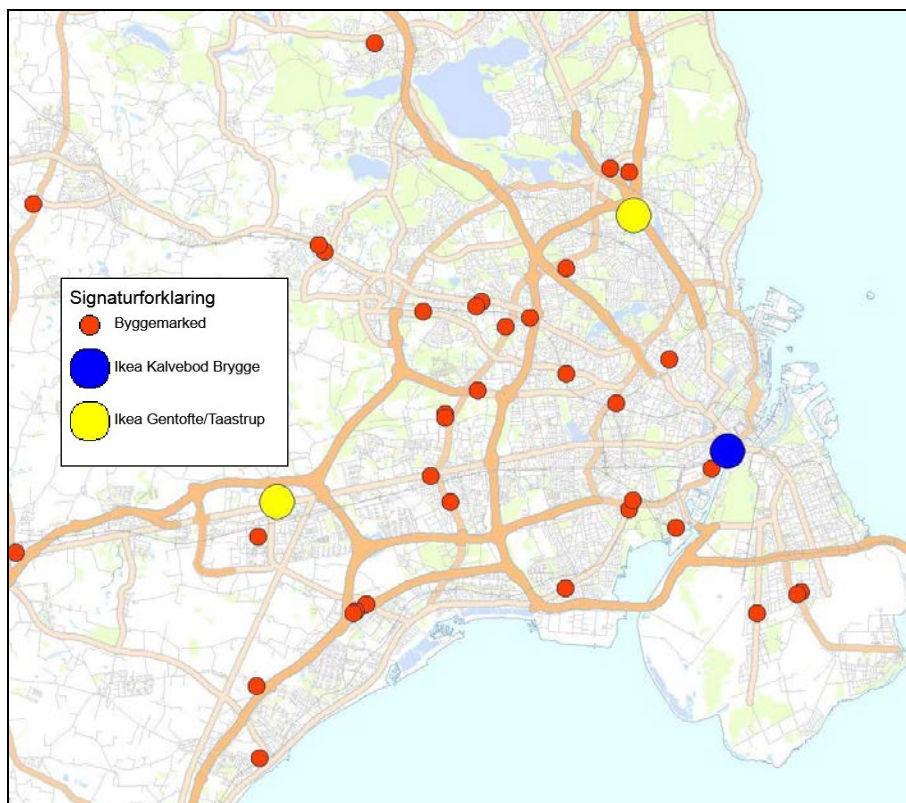 Signaturforklaring
Byggemarked
Ikea Kalvebod Brygge
Ikea Gentofte/Taastrup